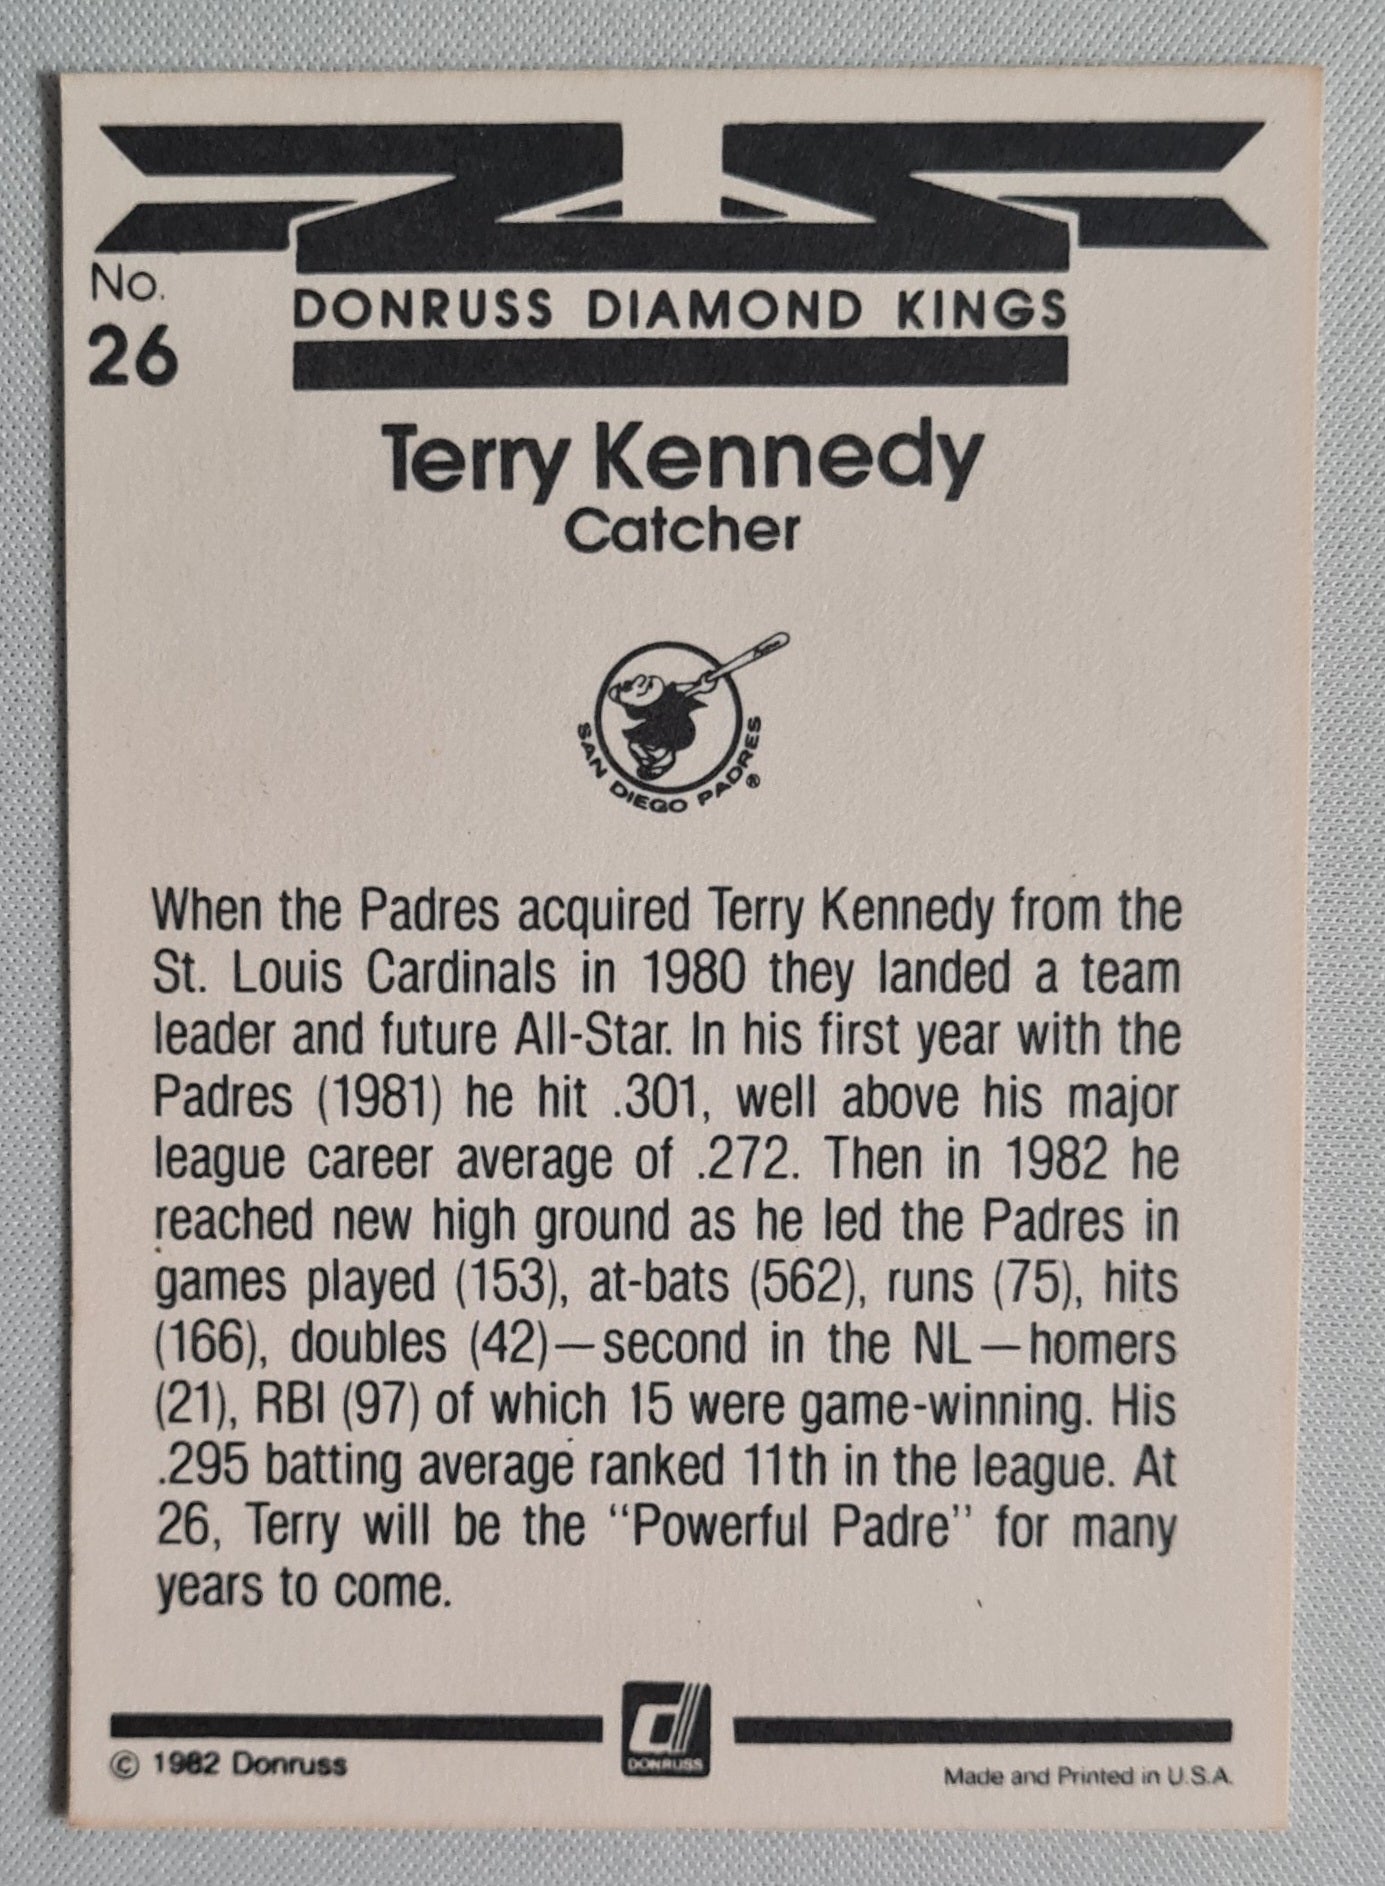 No.
26
DONRUSS DIAMOND KINGS
Terry Kennedy
Catcher
SAN DIEGO PADRES ®
When the Padres acquired Terry Kennedy from the
St. Louis Cardinals in 1980 they landed a team
leader and future All-Star. In his first year with the
Padres (1981) he hit .301, well above his major
league career average of .272. Then in 1982 he
reached new high ground as he led the Padres in
games played (153), at-bats (562), runs (75), hits
(166), doubles (42)—second in the NL—homers
(21), RBI (97) of which 15 were game-winning. His
.295 batting average ranked 11th in the league. At
26, Terry will be the "Powerful Padre" for many
years to come.
d
DONRUSS
© 1982 Donruss
Made and Printed in U.S.A.